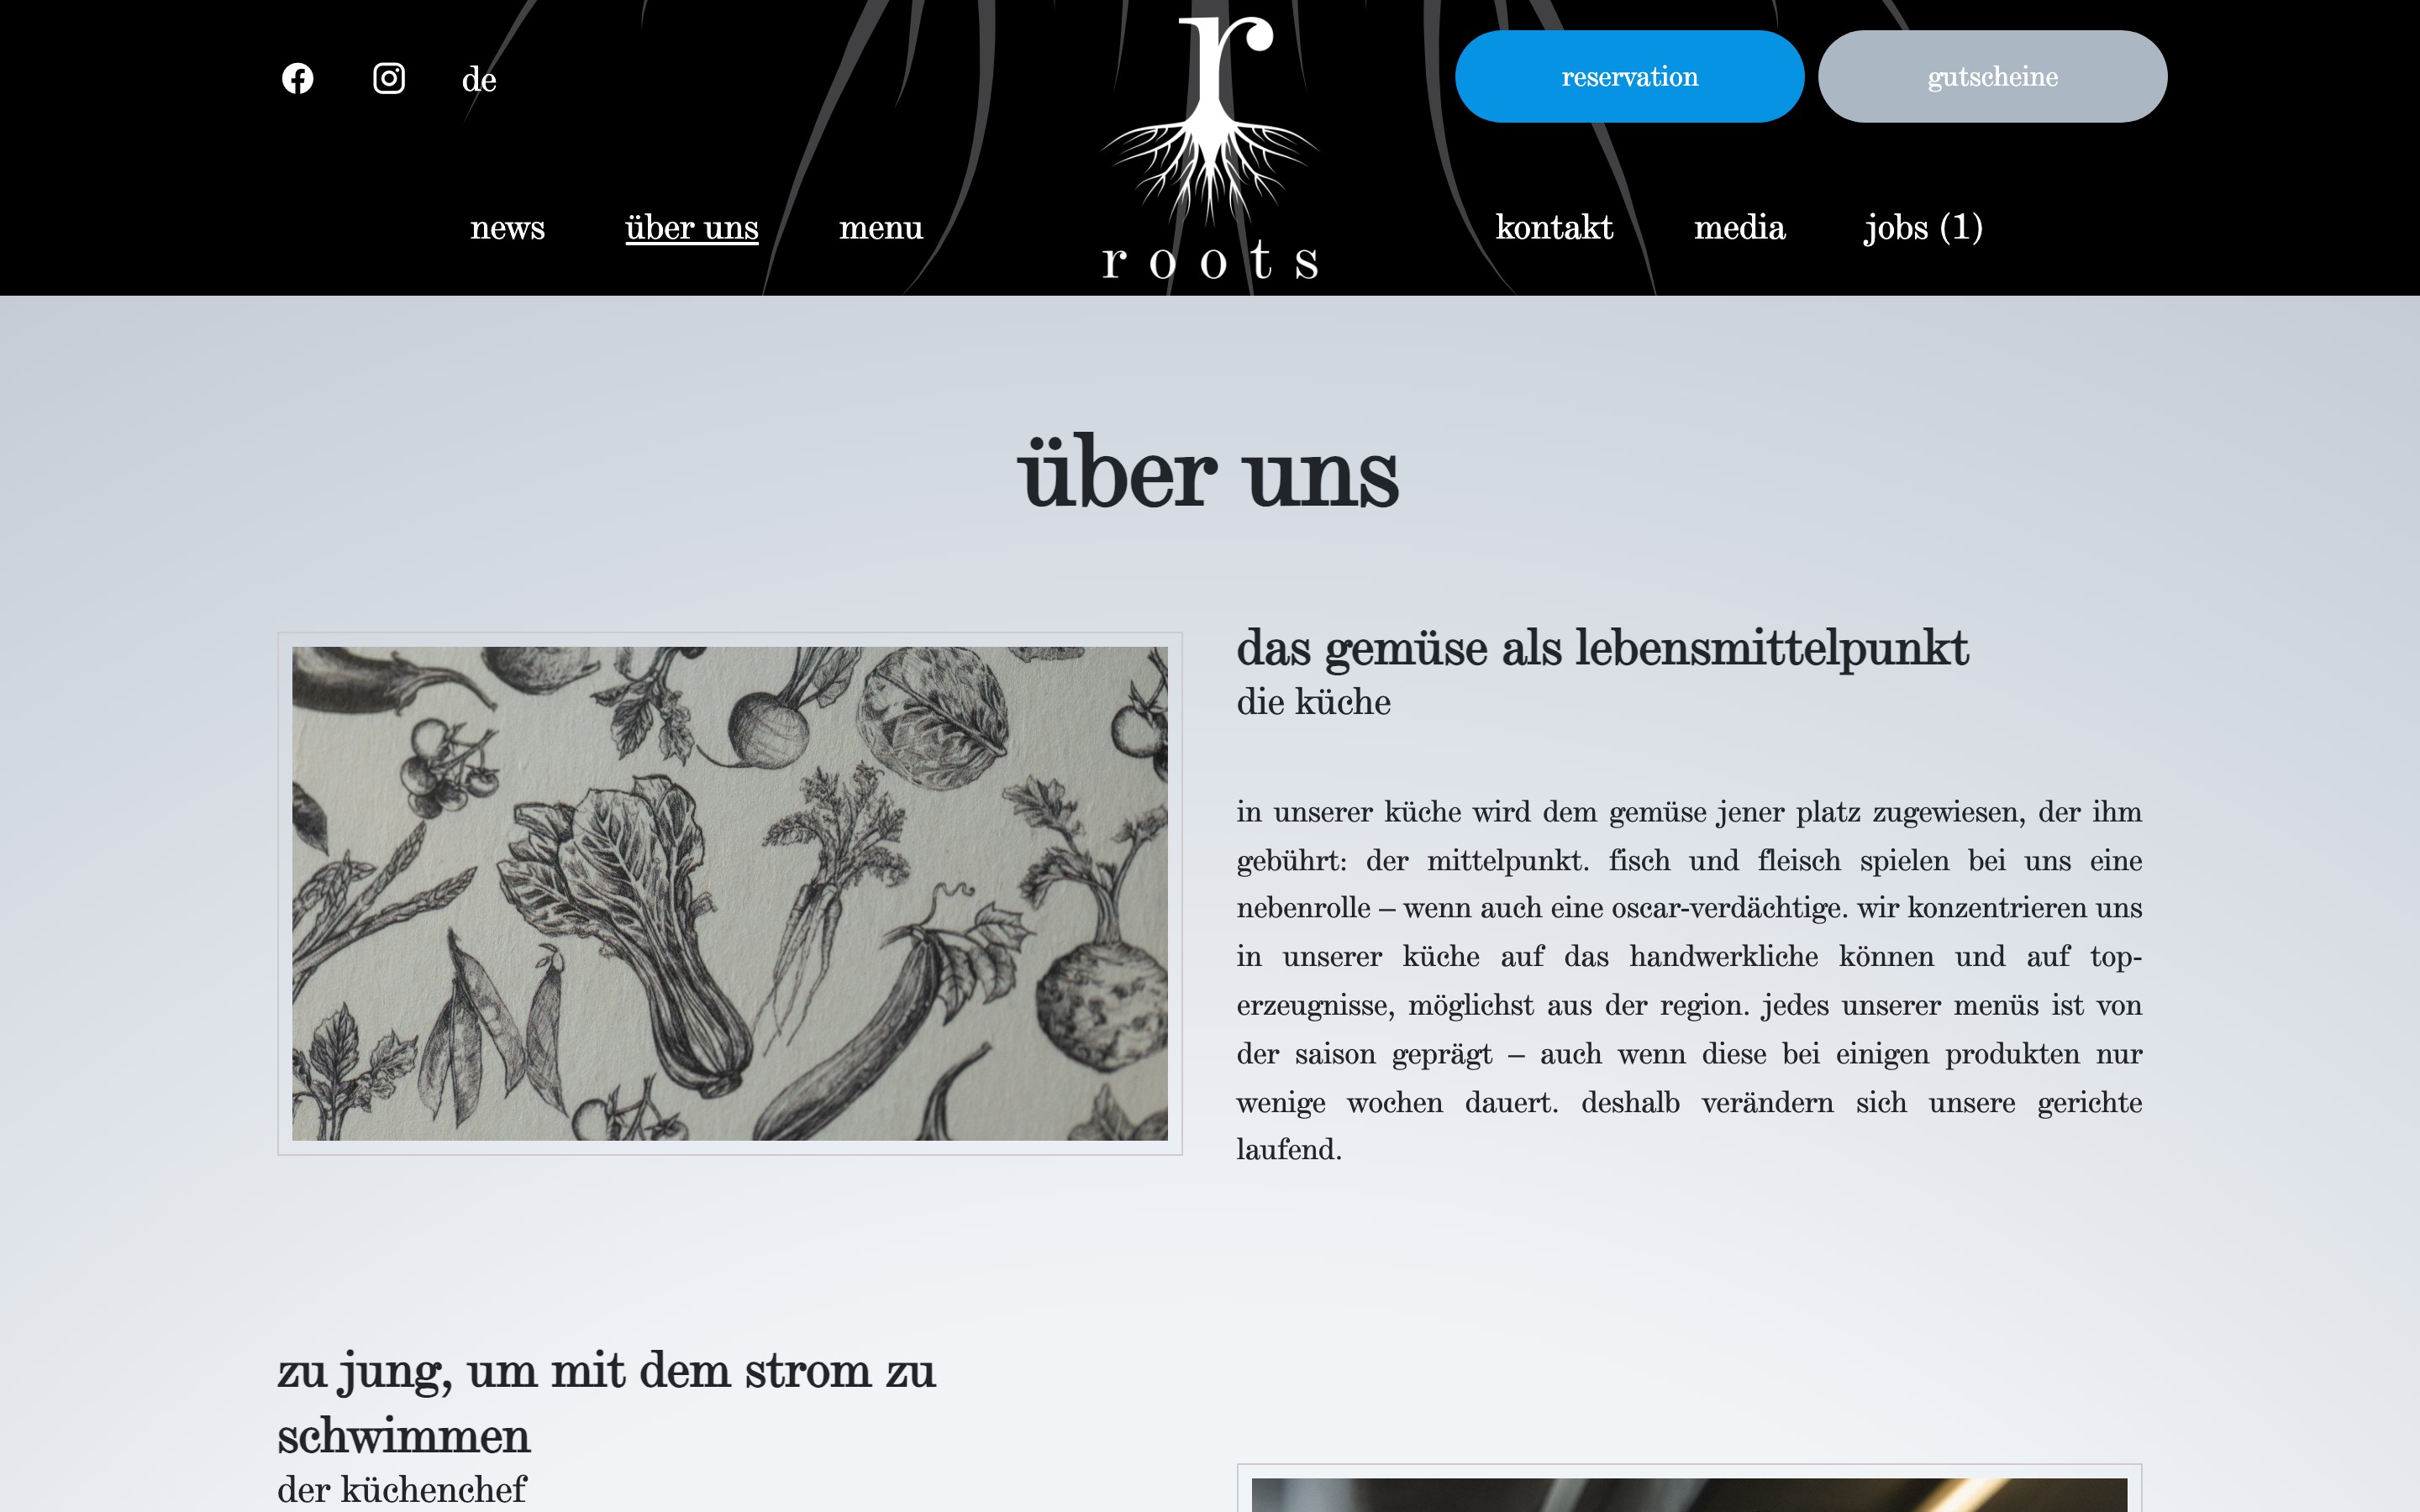 de
reservation
gutscheine
news
über uns
menu
r
roots
kontakt
media
jobs (1)
über uns
das gemüse als lebensmittelpunkt
die küche
in unserer küche wird dem gemüse jener platz zugewiesen, der ihm
gebührt: der mittelpunkt. fisch und fleisch spielen bei uns eine
nebenrolle – wenn auch eine oscar-verdächtige. wir konzentrieren uns
in unserer küche auf das handwerkliche können und auf top-
erzeugnisse, möglichst aus der region. jedes unserer menüs ist von
der saison geprägt – auch wenn diese bei einigen produkten nur
wenige wochen dauert. deshalb verändern sich unsere gerichte
laufend.
zu jung, um mit dem strom zu
schwimmen
der küchenchef